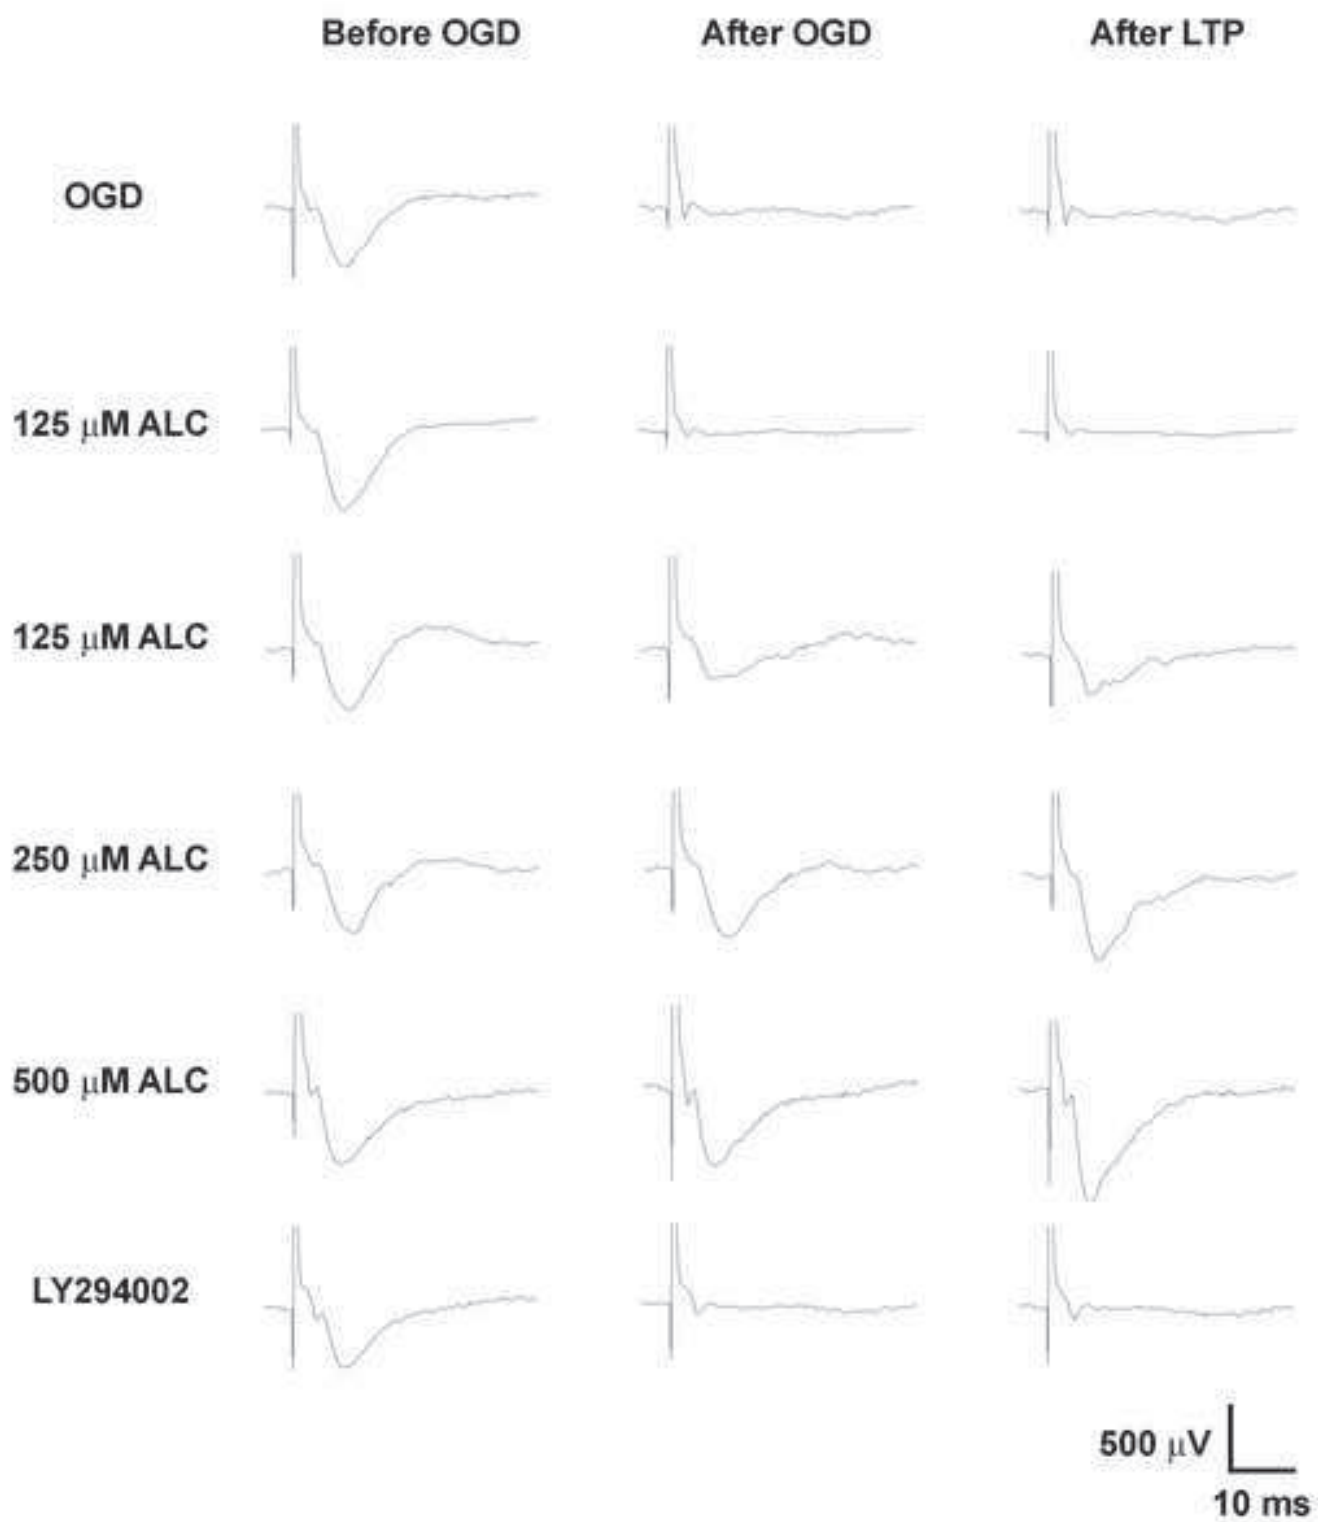 Before OGD After OGD After LTP
OGD
125 μM ALC
125 μM ALC
250 μM ALC
500 μM ALC
LY294002
500 μV
10 ms